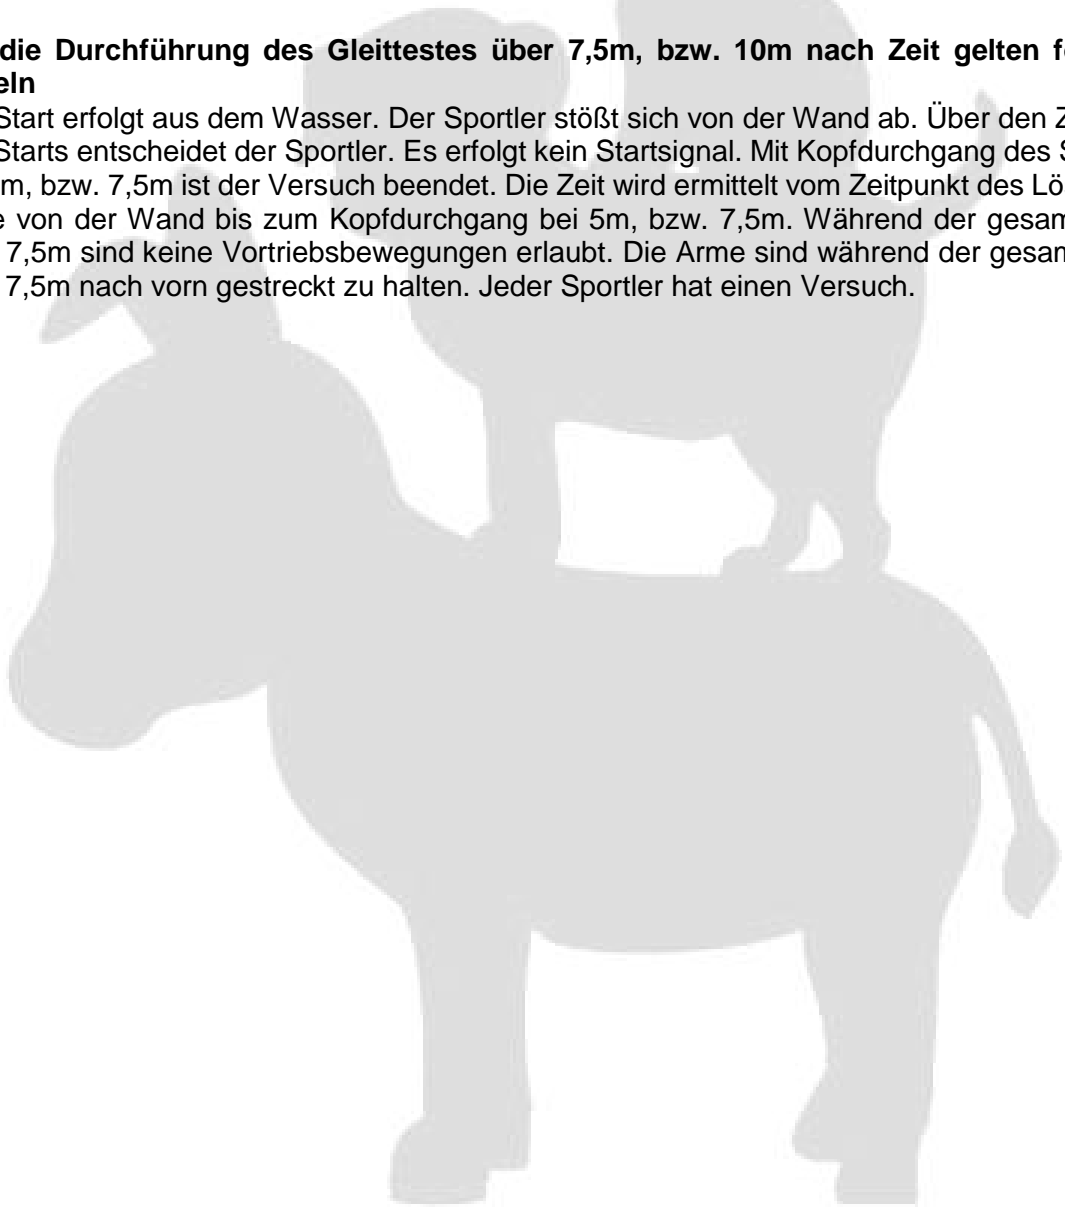 die Durchführung des Gleittestes über 7,5m, bzw. 10m nach Zeit gelten
eln
Start erfolgt aus dem Wasser. Der Sportler stößt sich von der Wand ab. Über den
Starts entscheidet der Sportler. Es erfolgt kein Startsignal. Mit Kopfdurchgang des
m, bzw. 7,5m ist der Versuch beendet. Die Zeit wird ermittelt vom Zeitpunkt des
e von der Wand bis zum Kopfdurchgang bei 5m, bzw. 7,5m. Während der
7,5m sind keine Vortriebsbewegungen erlaubt. Die Arme sind während der
7,5m nach vorn gestreckt zu halten. Jeder Sportler hat einen Versuch.